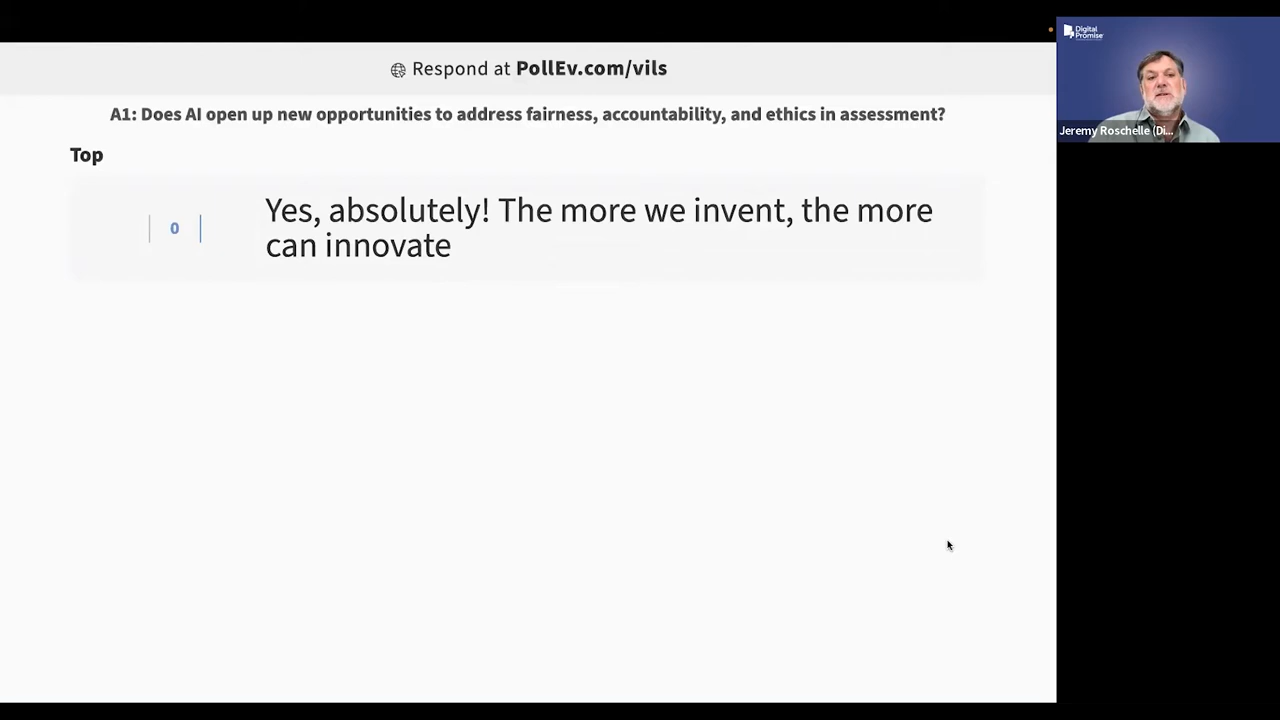 Respond at PollEv.com/vils
A1: Does AI open up new opportunities to address fairness, accountability, and ethics in assessment?
Top
0
Yes, absolutely! The more we invent, the more
can innovate
Digital
Promise
Jeremy Roschelle (Di...